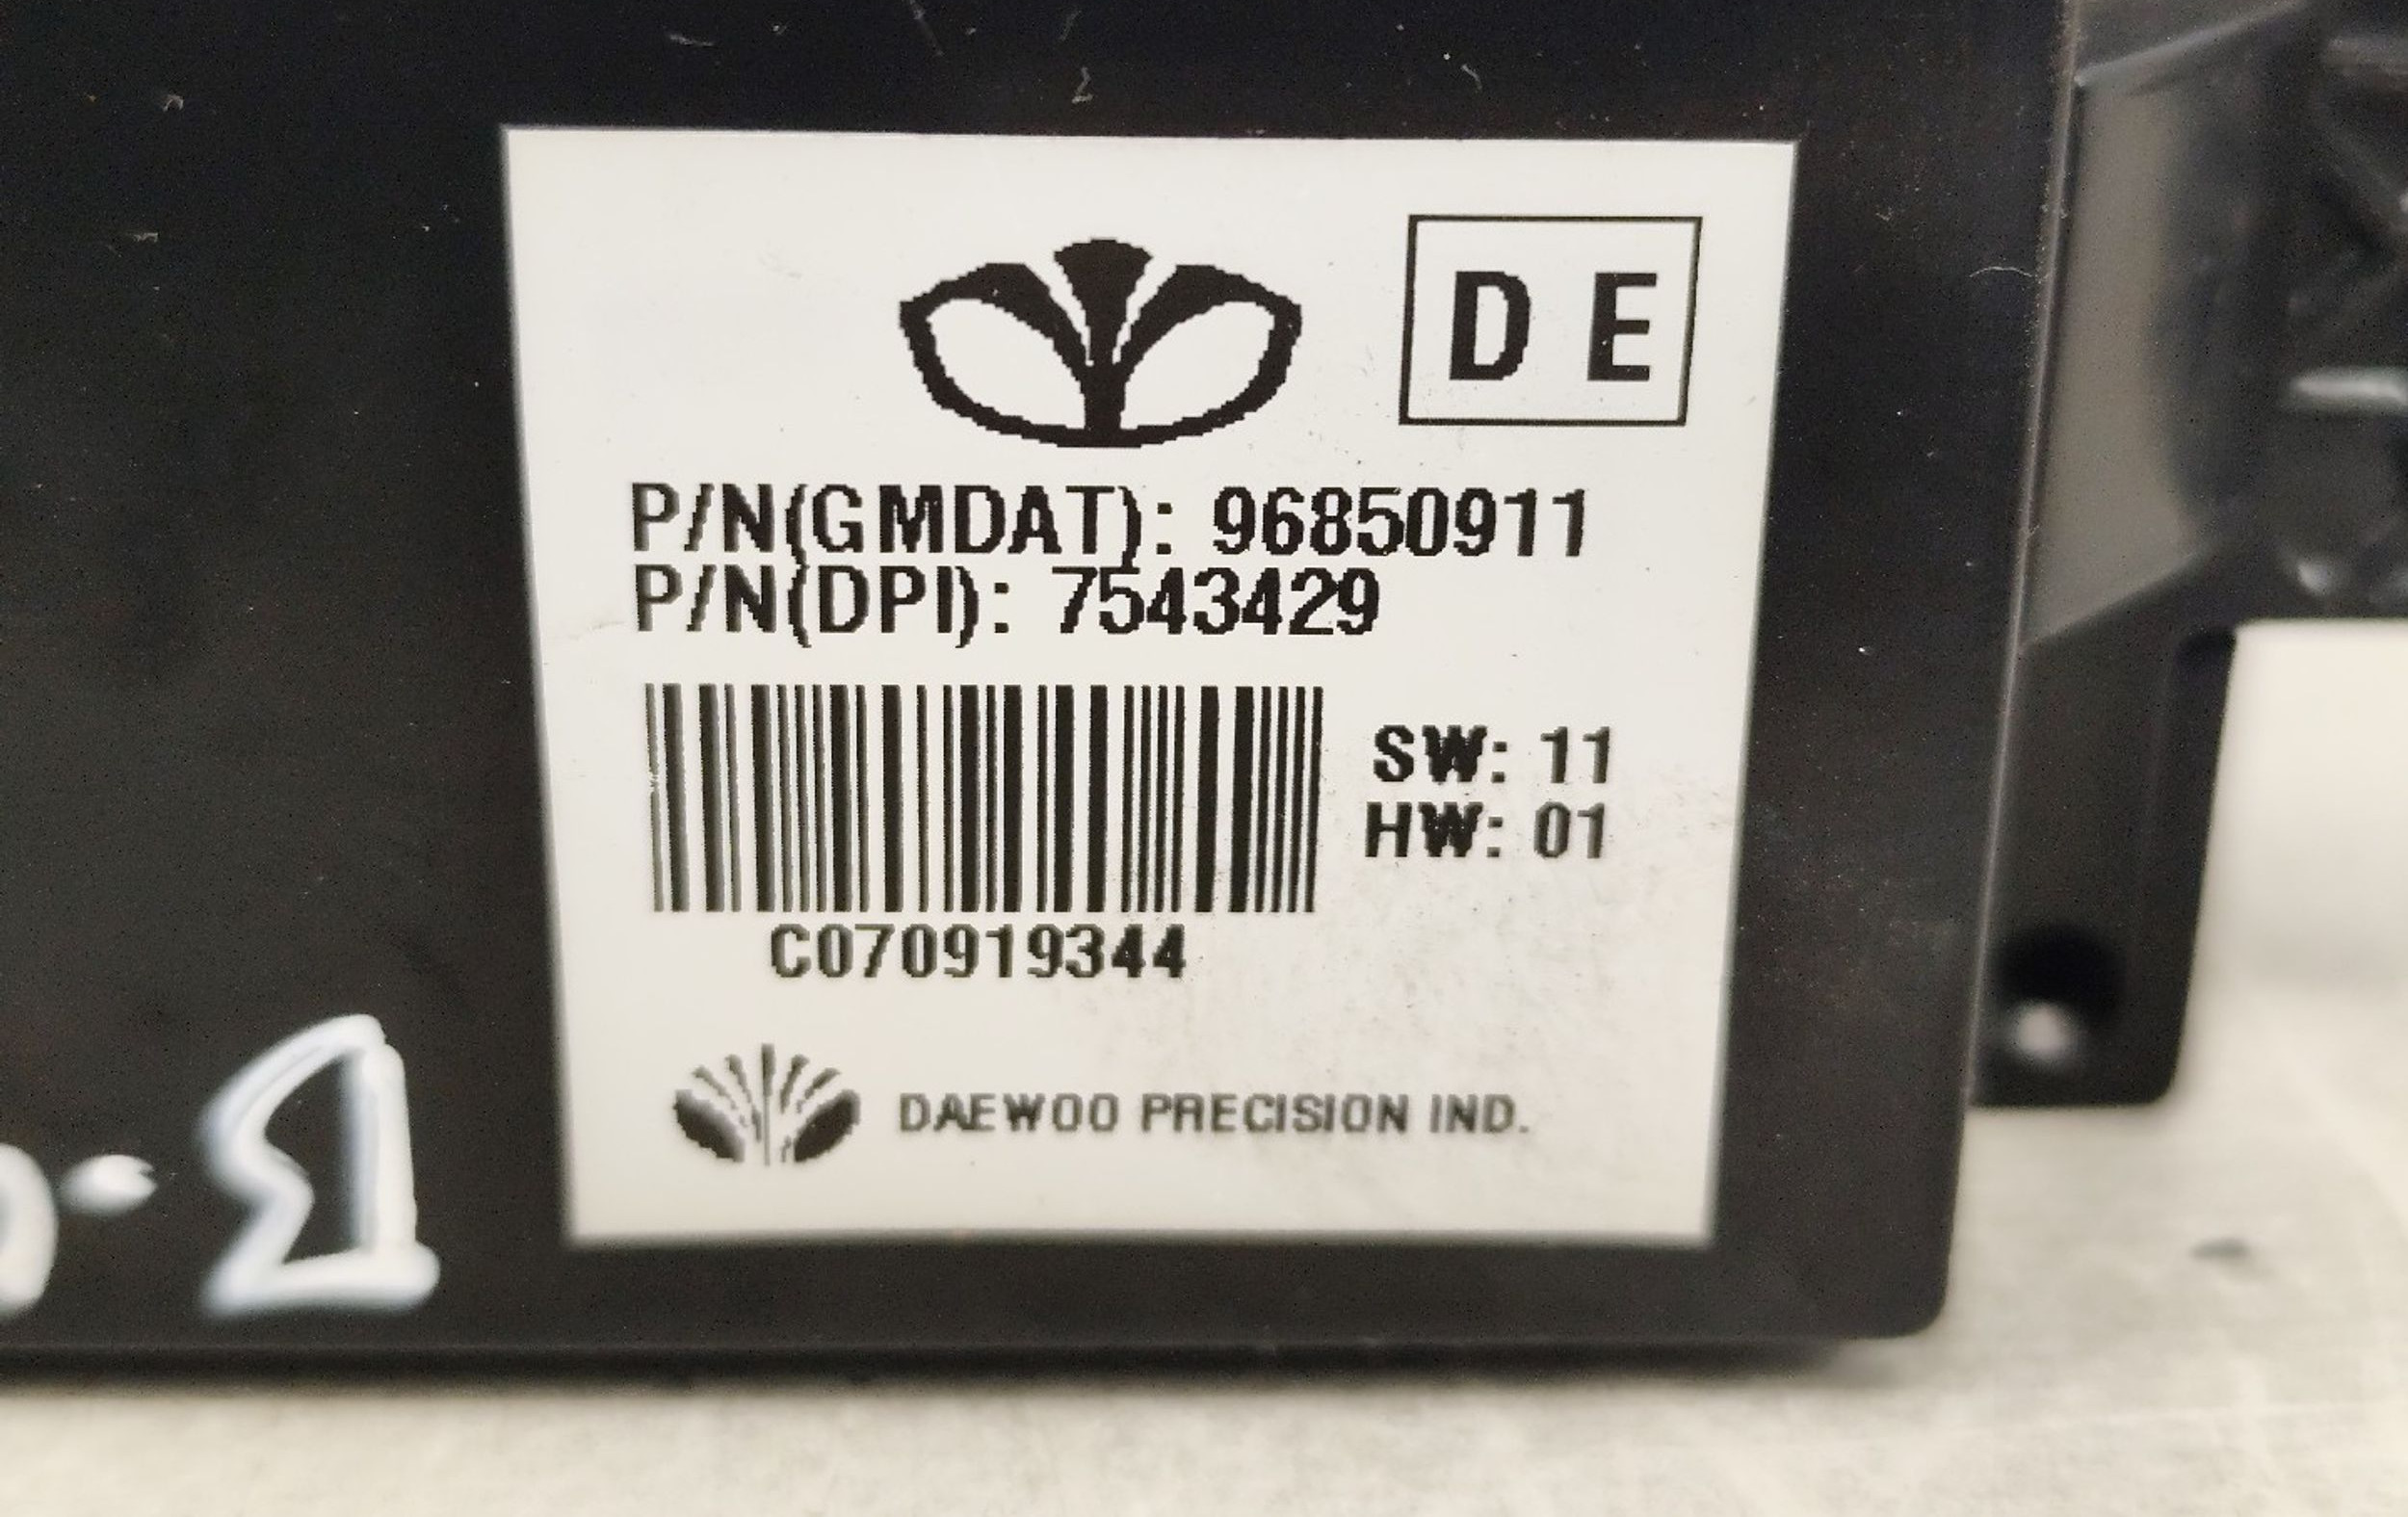 D E
P/N(GMDAT): 96850911
P/N(DPI): 7543429
SW: 11
HW: 01
C070919344
DAEWOO PRECISION IND.